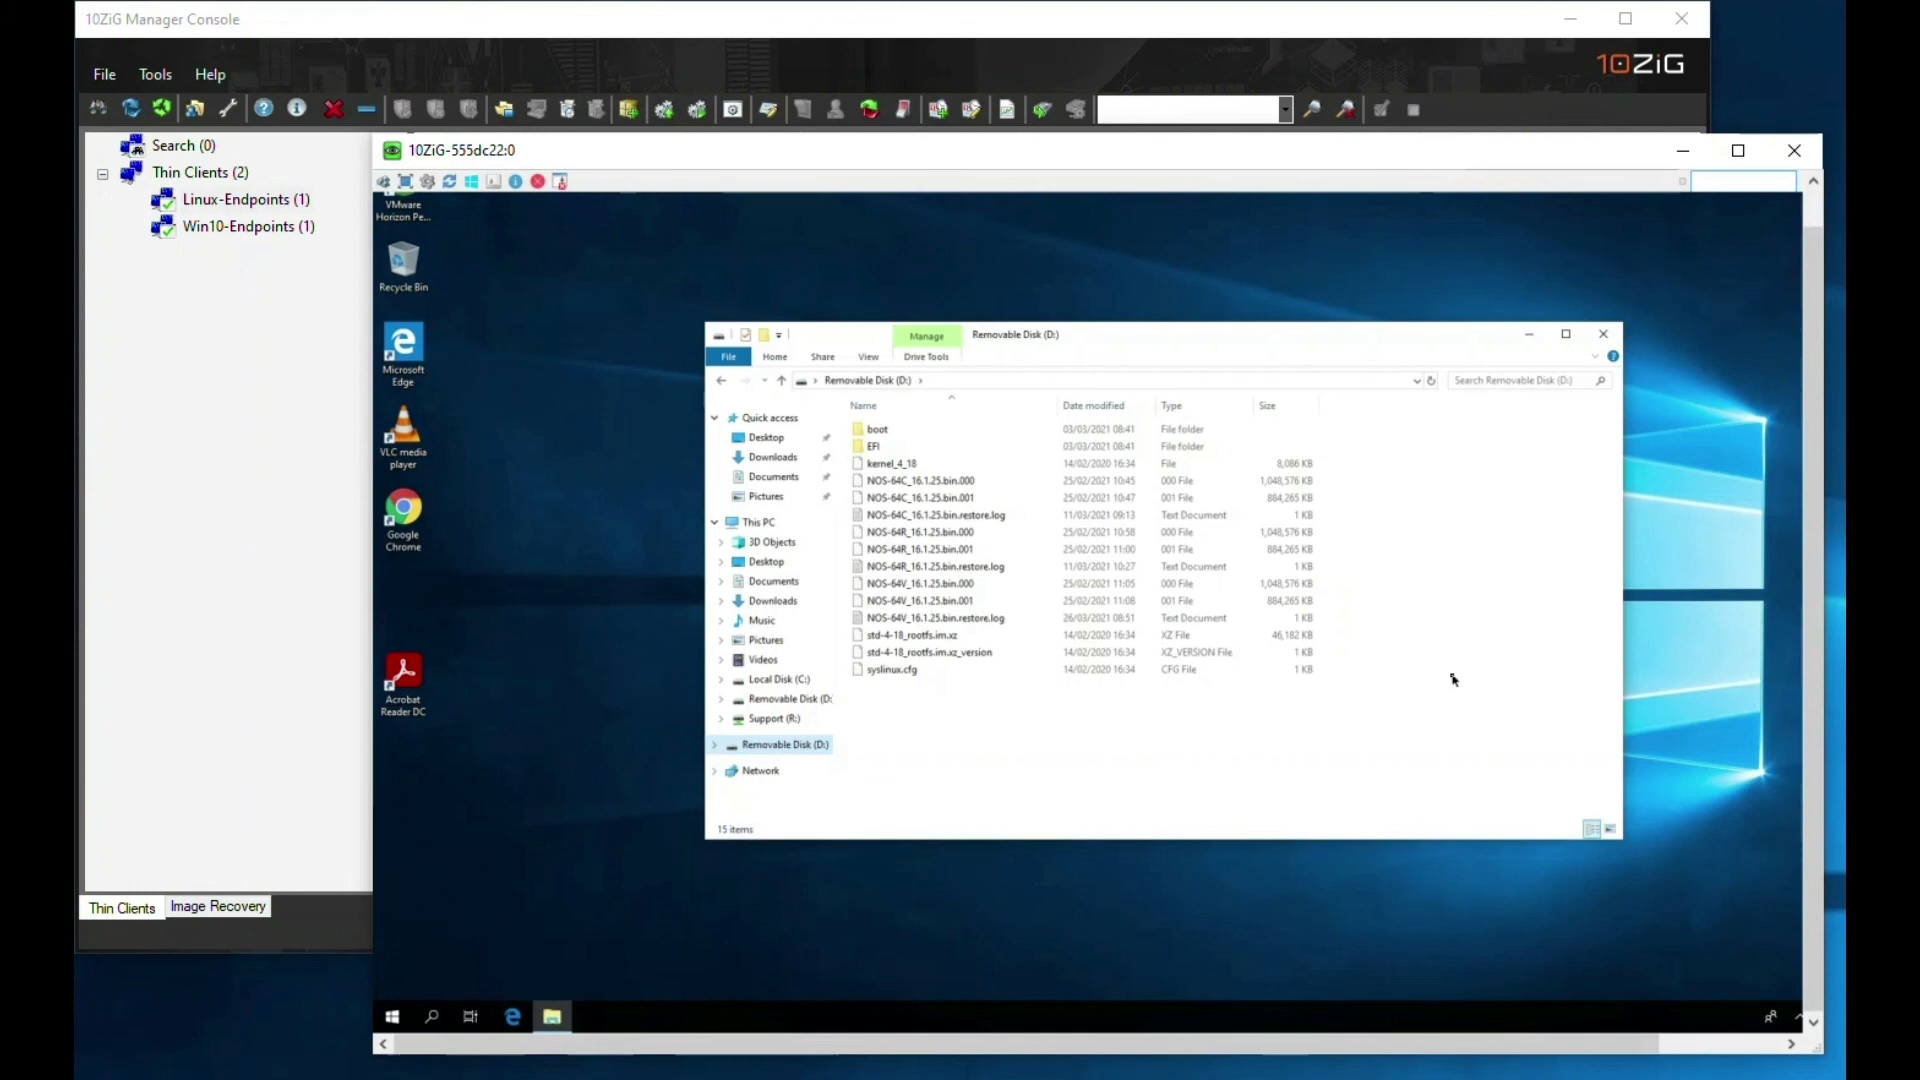 10ZiG Manager Console
File Tools Help
10ZiG
Search (0)
Thin Clients (2)
Linux-Endpoints (1)
Win10-Endpoints (1)
Thin Clients
Image Recovery
10ZiG-555dc22:0
VMware
Horizon Pe...
Recycle Bin
Microsoft
Edge
VLC media
player
Google
Chrome
Acrobat
Reader DC
Manage
Removable Disk (D:)
File Home Share View Drive Tools
Removable Disk (D:)
Search Removable Disk (D:)
Quick access
Desktop
Downloads
Documents
Pictures
This PC
3D Objects
Desktop
Documents
Downloads
Music
Pictures
Videos
Local Disk (C:)
Removable Disk (D:
Support (R:)
Removable Disk (D:)
Network
Name Date modified Type Size
boot 03/03/2021 08:41 File folder
EFI 03/03/2021 08:41 File folder
kernel_4_18 14/02/2020 16:34 File 8,086 KB
NOS-64C_16.1.25.bin.000 25/02/2021 10:45 000 File 1,048,576 KB
NOS-64C_16.1.25.bin.001 25/02/2021 10:47 001 File 884,265 KB
NOS-64C_16.1.25.bin.restore.log 11/03/2021 09:13 Text Document 1 KB
NOS-64R_16.1.25.bin.000 25/02/2021 10:58 000 File 1,048,576 KB
NOS-64R_16.1.25.bin.001 25/02/2021 11:00 001 File 884,265 KB
NOS-64R_16.1.25.bin.restore.log 11/03/2021 10:27 Text Document 1 KB
NOS-64V_16.1.25.bin.000 25/02/2021 11:05 000 File 1,048,576 KB
NOS-64V_16.1.25.bin.001 25/02/2021 11:08 001 File 884,265 KB
NOS-64V_16.1.25.bin.restore.log 26/03/2021 08:51 Text Document 1 KB
std-4-18_rootfs.im.xz 14/02/2020 16:34 XZ File 46,182 KB
std-4-18_rootfs.im.xz_version 14/02/2020 16:34 XZ_VERSION File 1 KB
syslinux.cfg 14/02/2020 16:34 CFG File 1 KB
15 items